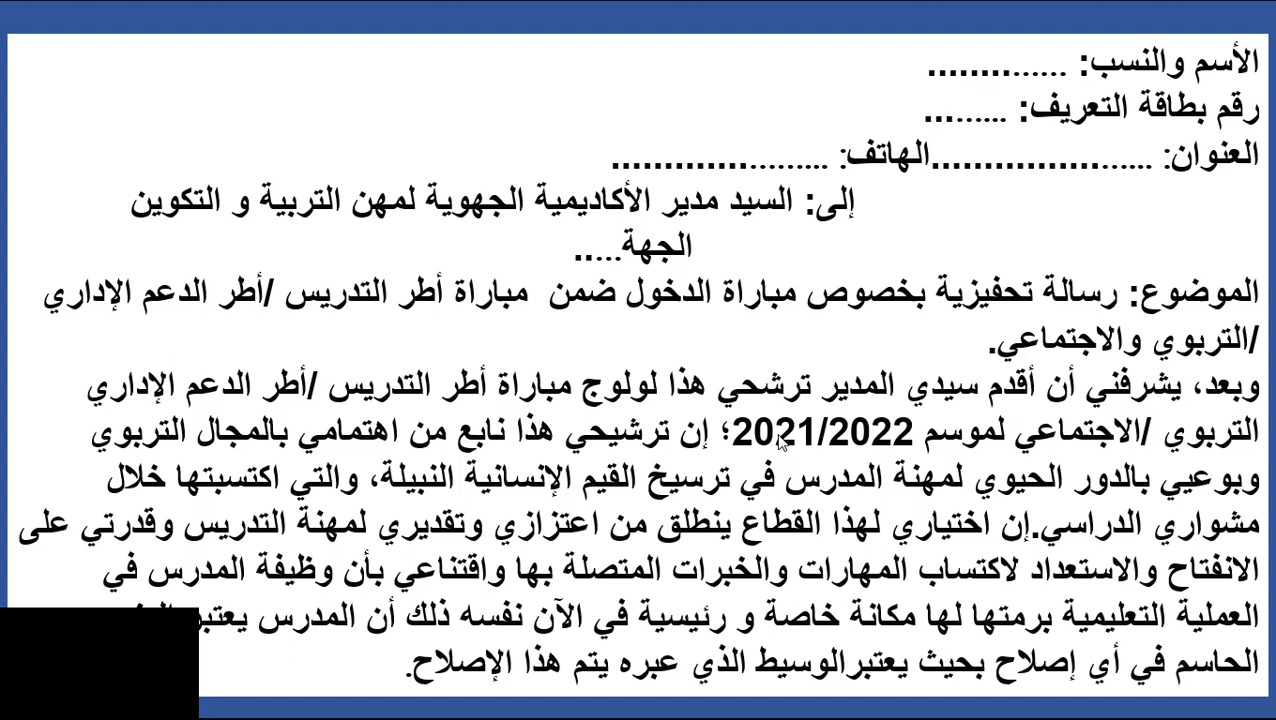 الأسم والنسب: ..............
رقم بطاقة التعريف: .........
العنوان: ......................الهاتف: ......................
إلى: السيد مدير الأكاديمية الجهوية لمهن التربية و التكوين
الجهة.....
الموضوع: رسالة تحفيزية بخصوص مباراة الدخول ضمن مباراة أطر التدريس /أطر الدعم الإداري
/التربوي والاجتماعي.
وبعد، يشرفني أن أقدم سيدي المدير ترشحي هذا لولوج مباراة أطر التدريس /أطر الدعم الإداري
التربوي /الاجتماعي لموسم 2021/2022؛ إن ترشيحي هذا نابع من اهتمامي بالمجال التربوي
وبوعيي بالدور الحيوي لمهنة المدرس في ترسيخ القيم الإنسانية النبيلة، والتي اكتسبتها خلال
مشواري الدراسي.إن اختياري لهذا القطاع ينطلق من اعتزازي وتقديري لمهنة التدريس وقدرتي على
الانفتاح والاستعداد لاكتساب المهارات والخبرات المتصلة بها واقتناعي بأن وظيفة المدرس في
العملية التعليمية برمتها لها مكانة خاصة و رئيسية في الآن نفسه ذلك أن المدرس يعتبر
الحاسم في أي إصلاح بحيث يعتبرالوسيط الذي عبره يتم هذا الإصلاح.